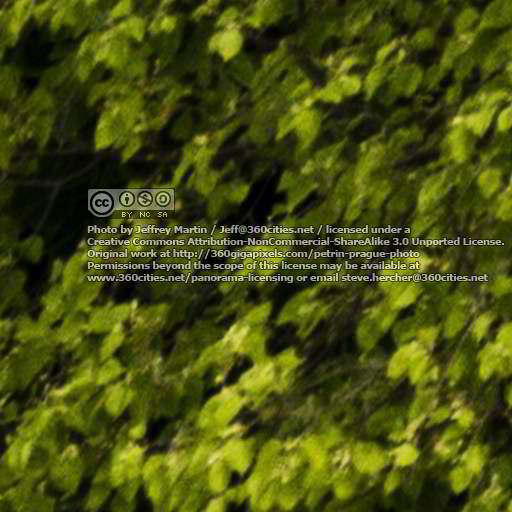 cc
BY NC SA
Photo by Jeffrey Martin / Jeff@360cities.net / licensed under a
Creative Commons Attribution-NonCommercial-ShareAlike 3.0 Unported License.
Original work at http://360gigapixels.com/petrin-prague-photo
Permissions beyond the scope of this license may be available at
www.360cities.net/panorama-licensing or email steve.hercher@360cities.net